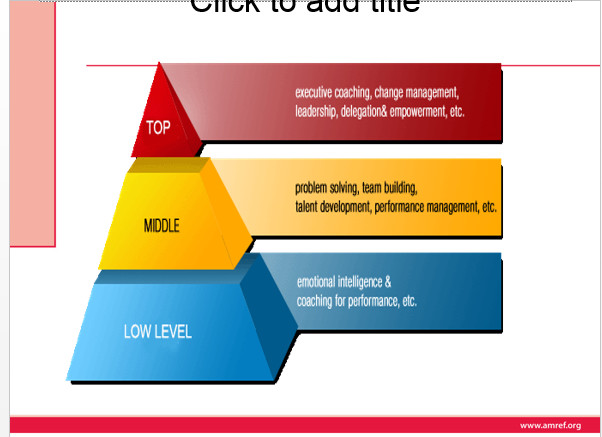 Click to add title
executive coaching, change management,
leadership, delegation& empowerment, etc.
TOP
problem solving, team building,
talent development, performance management, etc.
MIDDLE
emotional intelligence &
coaching for performance, etc.
LOW LEVEL
www.amref.org